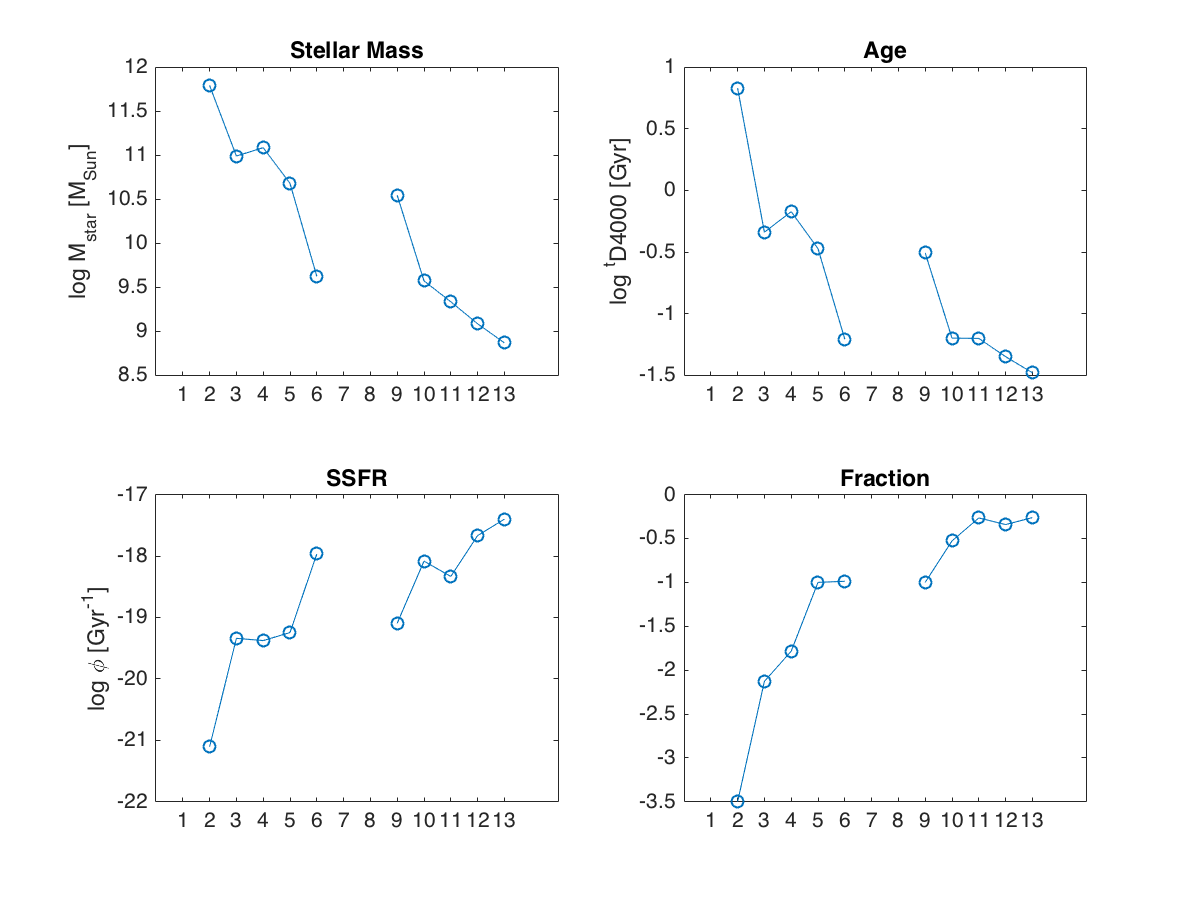 Stellar Mass
12
11.5
11
10.5
10
9.5
9
8.5
log M_star [M_Sun]
1 2 3 4 5 6 7 8 9 10 11 12 13
Age
1
0.5
0
-0.5
-1
-1.5
log ^tD4000 [Gyr]
1 2 3 4 5 6 7 8 9 10 11 12 13
SSFR
-17
-18
-19
-20
-21
-22
log ϕ [Gyr^-1]
1 2 3 4 5 6 7 8 9 10 11 12 13
Fraction
0
-0.5
-1
-1.5
-2
-2.5
-3
-3.5
1 2 3 4 5 6 7 8 9 10 11 12 13